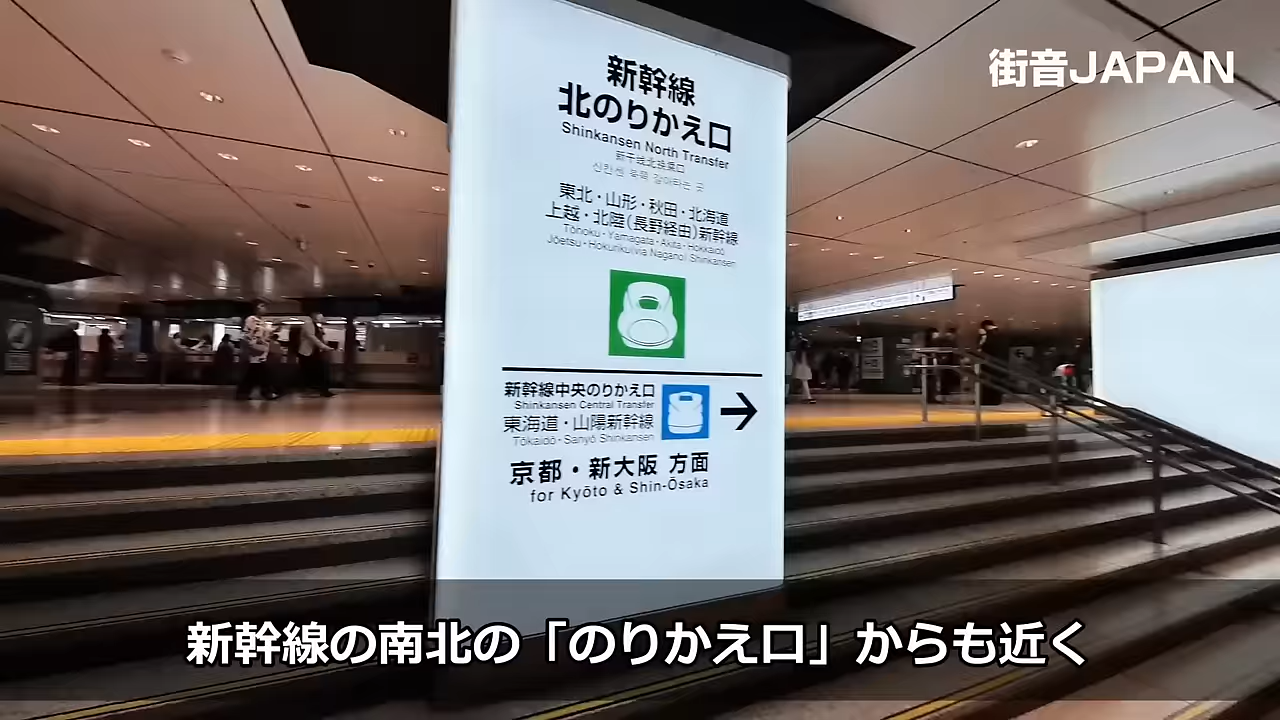 街音JAPAN
新幹線
北のりかえ口
Shinkansen North Transfer
東北・山形・秋田・北海道
上越・北陸(長野経由)新幹線
Tōhoku・Yamagata・Akita・Hokkaidō
Jōetsu・Hokuriku(via Nagano) Shinkansen
新幹線中央のりかえ口
Shinkansen Central Transfer
東海道・山陽新幹線
Tōkaidō・Sanyō Shinkansen
京都・新大阪 方面
for Kyōto & Shin-Ōsaka
新幹線の南北の「のりかえ口」からも近く